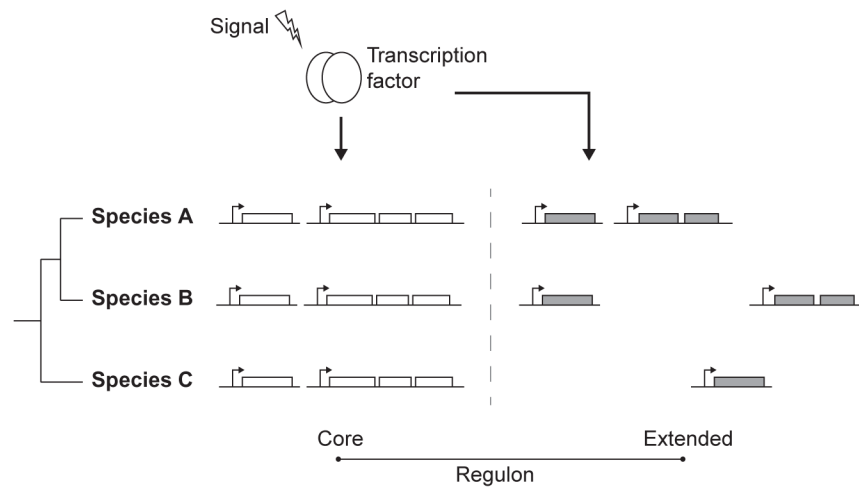 Signal
Transcription
factor
Species A
Species B
Species C
Core
Extended
Regulon